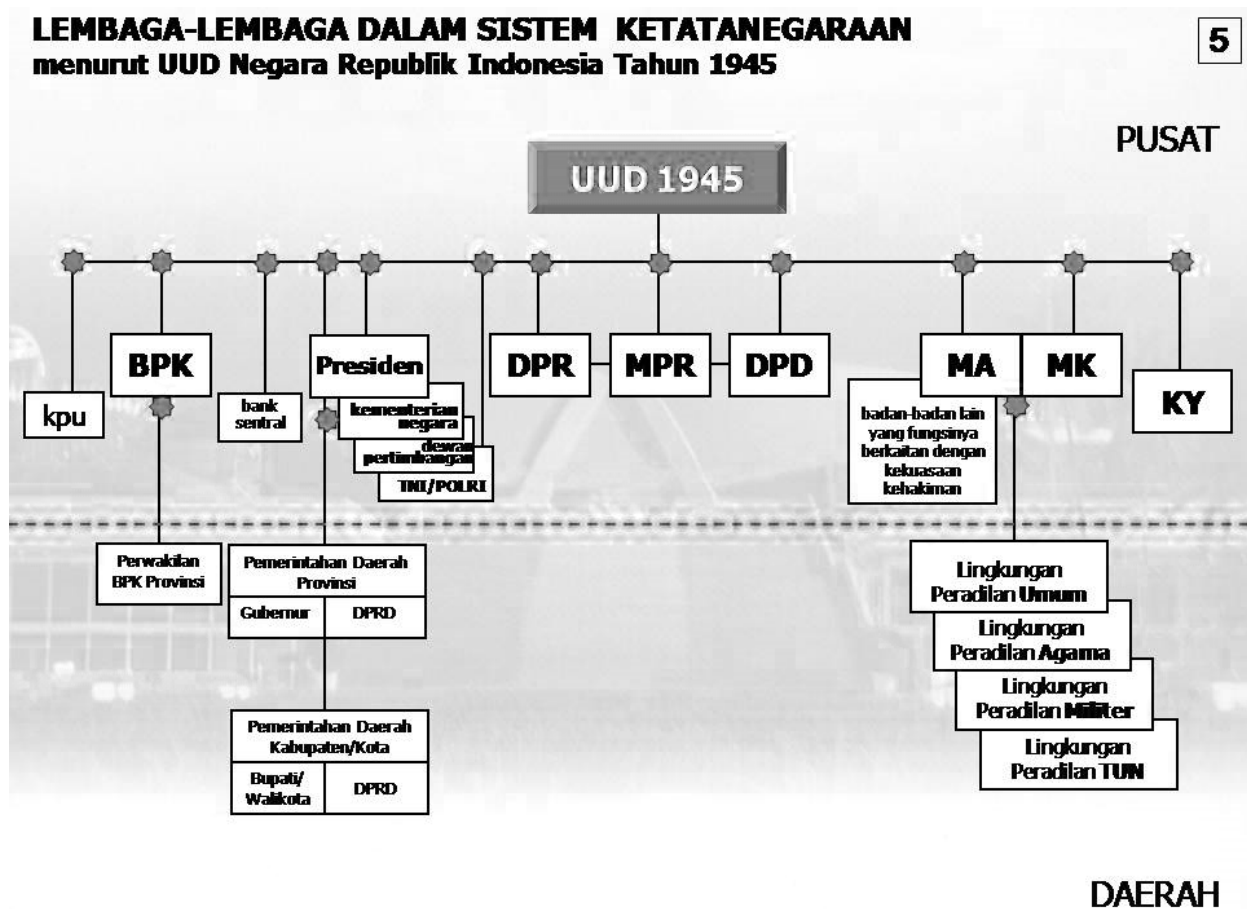 LEMBAGA-LEMBAGA DALAM SISTEM KETATANEGARAAN
menurut UUD Negara Republik Indonesia Tahun 1945
5
PUSAT
UUD 1945
kpu
BPK
bank
sentral
Presiden
kementerian
negara
dewan
pertimbangan
TNI/POLRI
DPR
MPR
DPD
MA
MK
KY
badan-badan lain
yang fungsinya
berkaitan dengan
kekuasaan
kehakiman
Perwakilan
BPK Provinsi
Pemerintahan Daerah
Provinsi
Gubernur
DPRD
Pemerintahan Daerah
Kabupaten/Kota
Bupati/
Walikota
DPRD
Lingkungan
Peradilan Umum
Lingkungan
Peradilan Agama
Lingkungan
Peradilan Militer
Lingkungan
Peradilan TUN
DAERAH